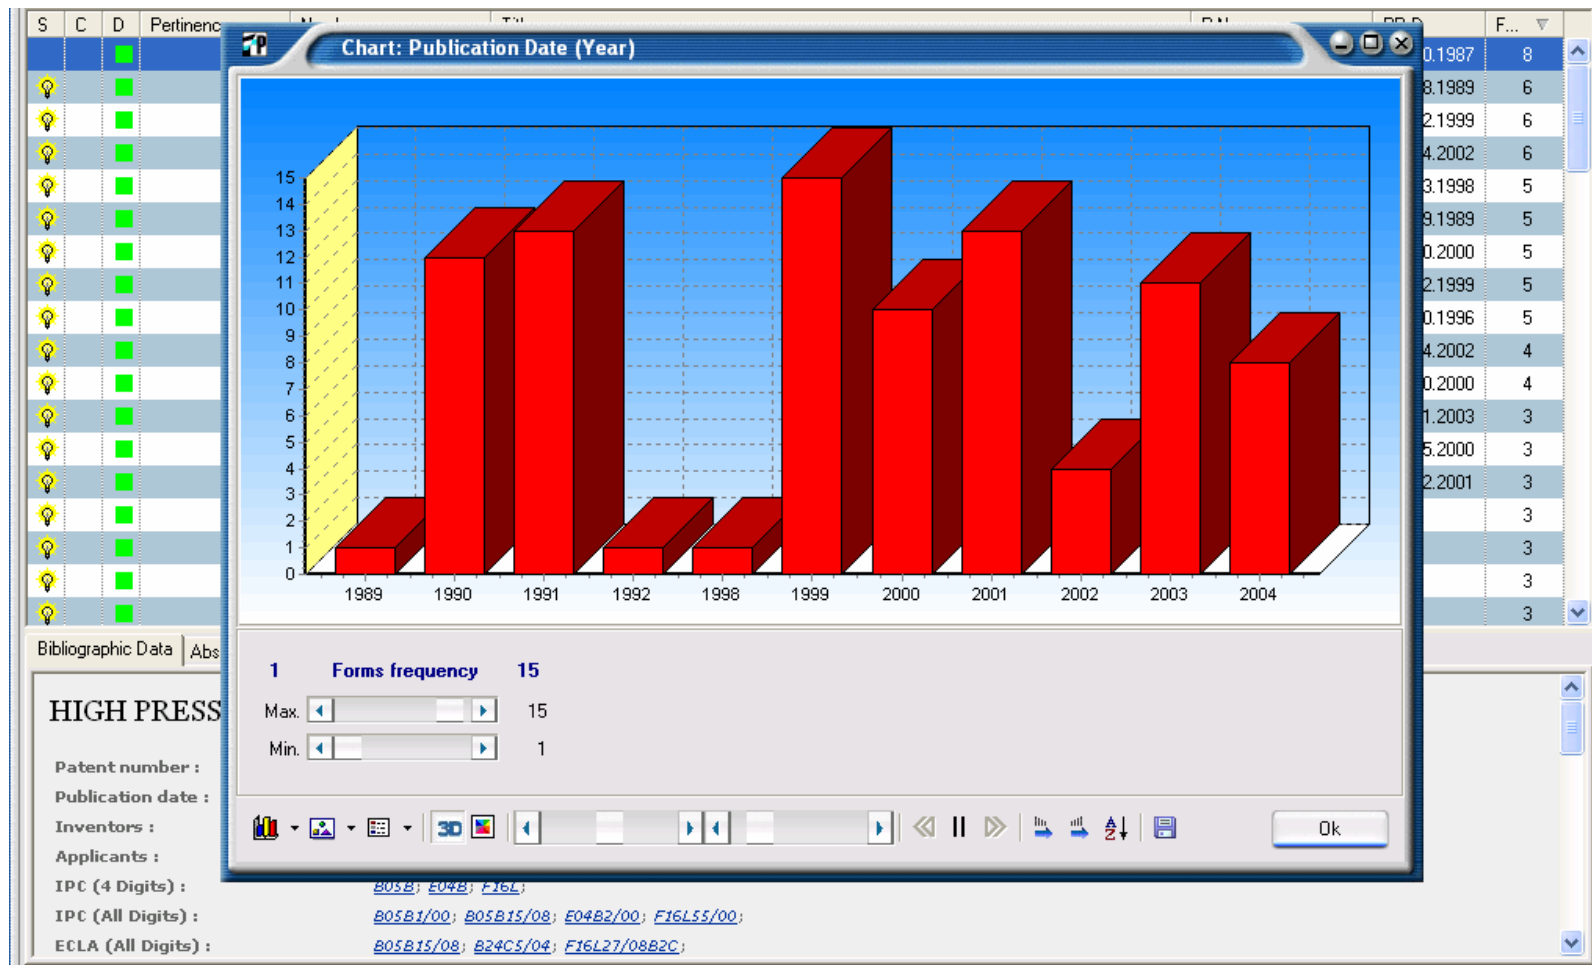 S C D Pertinenc F...
Chart: Publication Date (Year)
0.1987 8
8.1989 6
2.1999 6
4.2002 6
3.1998 5
9.1989 5
0.2000 5
2.1999 5
0.1996 5
4.2002 4
0.2000 4
1.2003 3
5.2000 3
2.2001 3
3
3
3
3
15
14
13
12
11
10
9
8
7
6
5
4
3
2
1
0
1989 1990 1991 1992 1998 1999 2000 2001 2002 2003 2004
Bibliographic Data Abs
1 Forms frequency 15
Max. 15
Min. 1
3D
A
Z
Ok
HIGH PRESS
Patent number :
Publication date :
Inventors :
Applicants :
IPC (4 Digits) : B05B; E04B; F16L;
IPC (All Digits) : B05B1/00; B05B15/08; E04B2/00; F16L55/00;
ECLA (All Digits) : B05B15/08; B24C5/04; F16L27/08B2C;